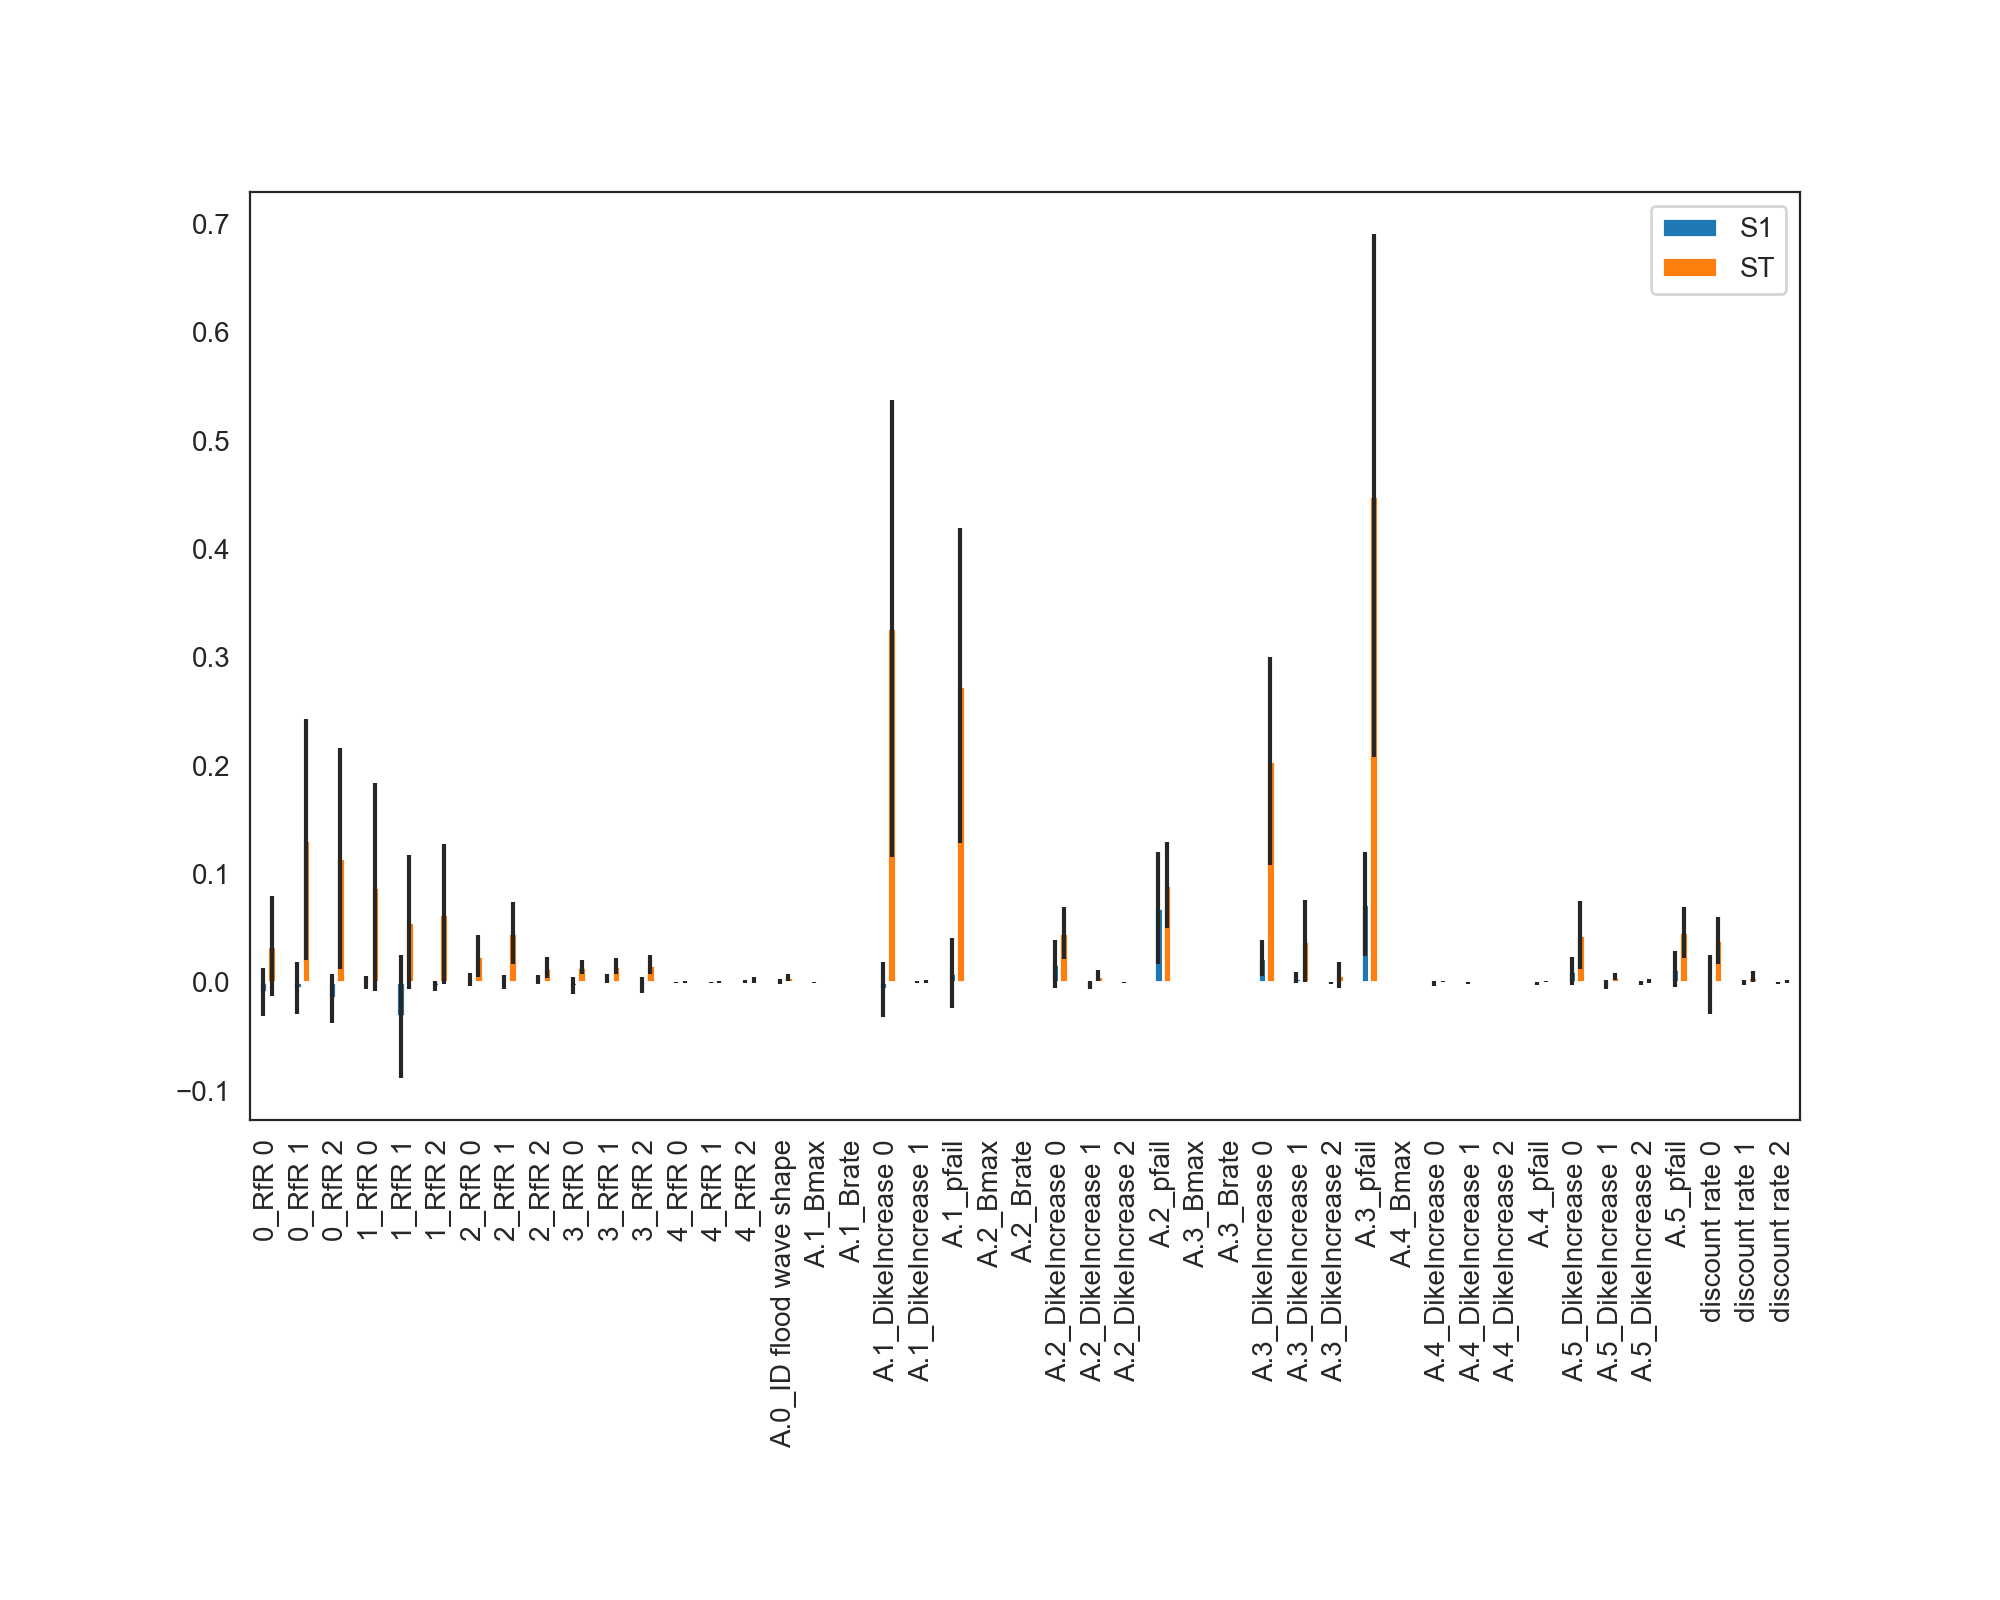 0.7
0.6
0.5
0.4
0.3
0.2
0.1
0.0
−0.1
S1
ST
0_RfR 0
0_RfR 1
0_RfR 2
1_RfR 0
1_RfR 1
1_RfR 2
2_RfR 0
2_RfR 1
2_RfR 2
3_RfR 0
3_RfR 1
3_RfR 2
4_RfR 0
4_RfR 1
4_RfR 2
A.0_ID flood wave shape
A.1_Bmax
A.1_Brate
A.1_DikeIncrease 0
A.1_DikeIncrease 1
A.1_pfail
A.2_Bmax
A.2_Brate
A.2_DikeIncrease 0
A.2_DikeIncrease 1
A.2_DikeIncrease 2
A.2_pfail
A.3_Bmax
A.3_Brate
A.3_DikeIncrease 0
A.3_DikeIncrease 1
A.3_DikeIncrease 2
A.3_pfail
A.4_Bmax
A.4_DikeIncrease 0
A.4_DikeIncrease 1
A.4_DikeIncrease 2
A.4_pfail
A.5_DikeIncrease 0
A.5_DikeIncrease 1
A.5_DikeIncrease 2
A.5_pfail
discount rate 0
discount rate 1
discount rate 2